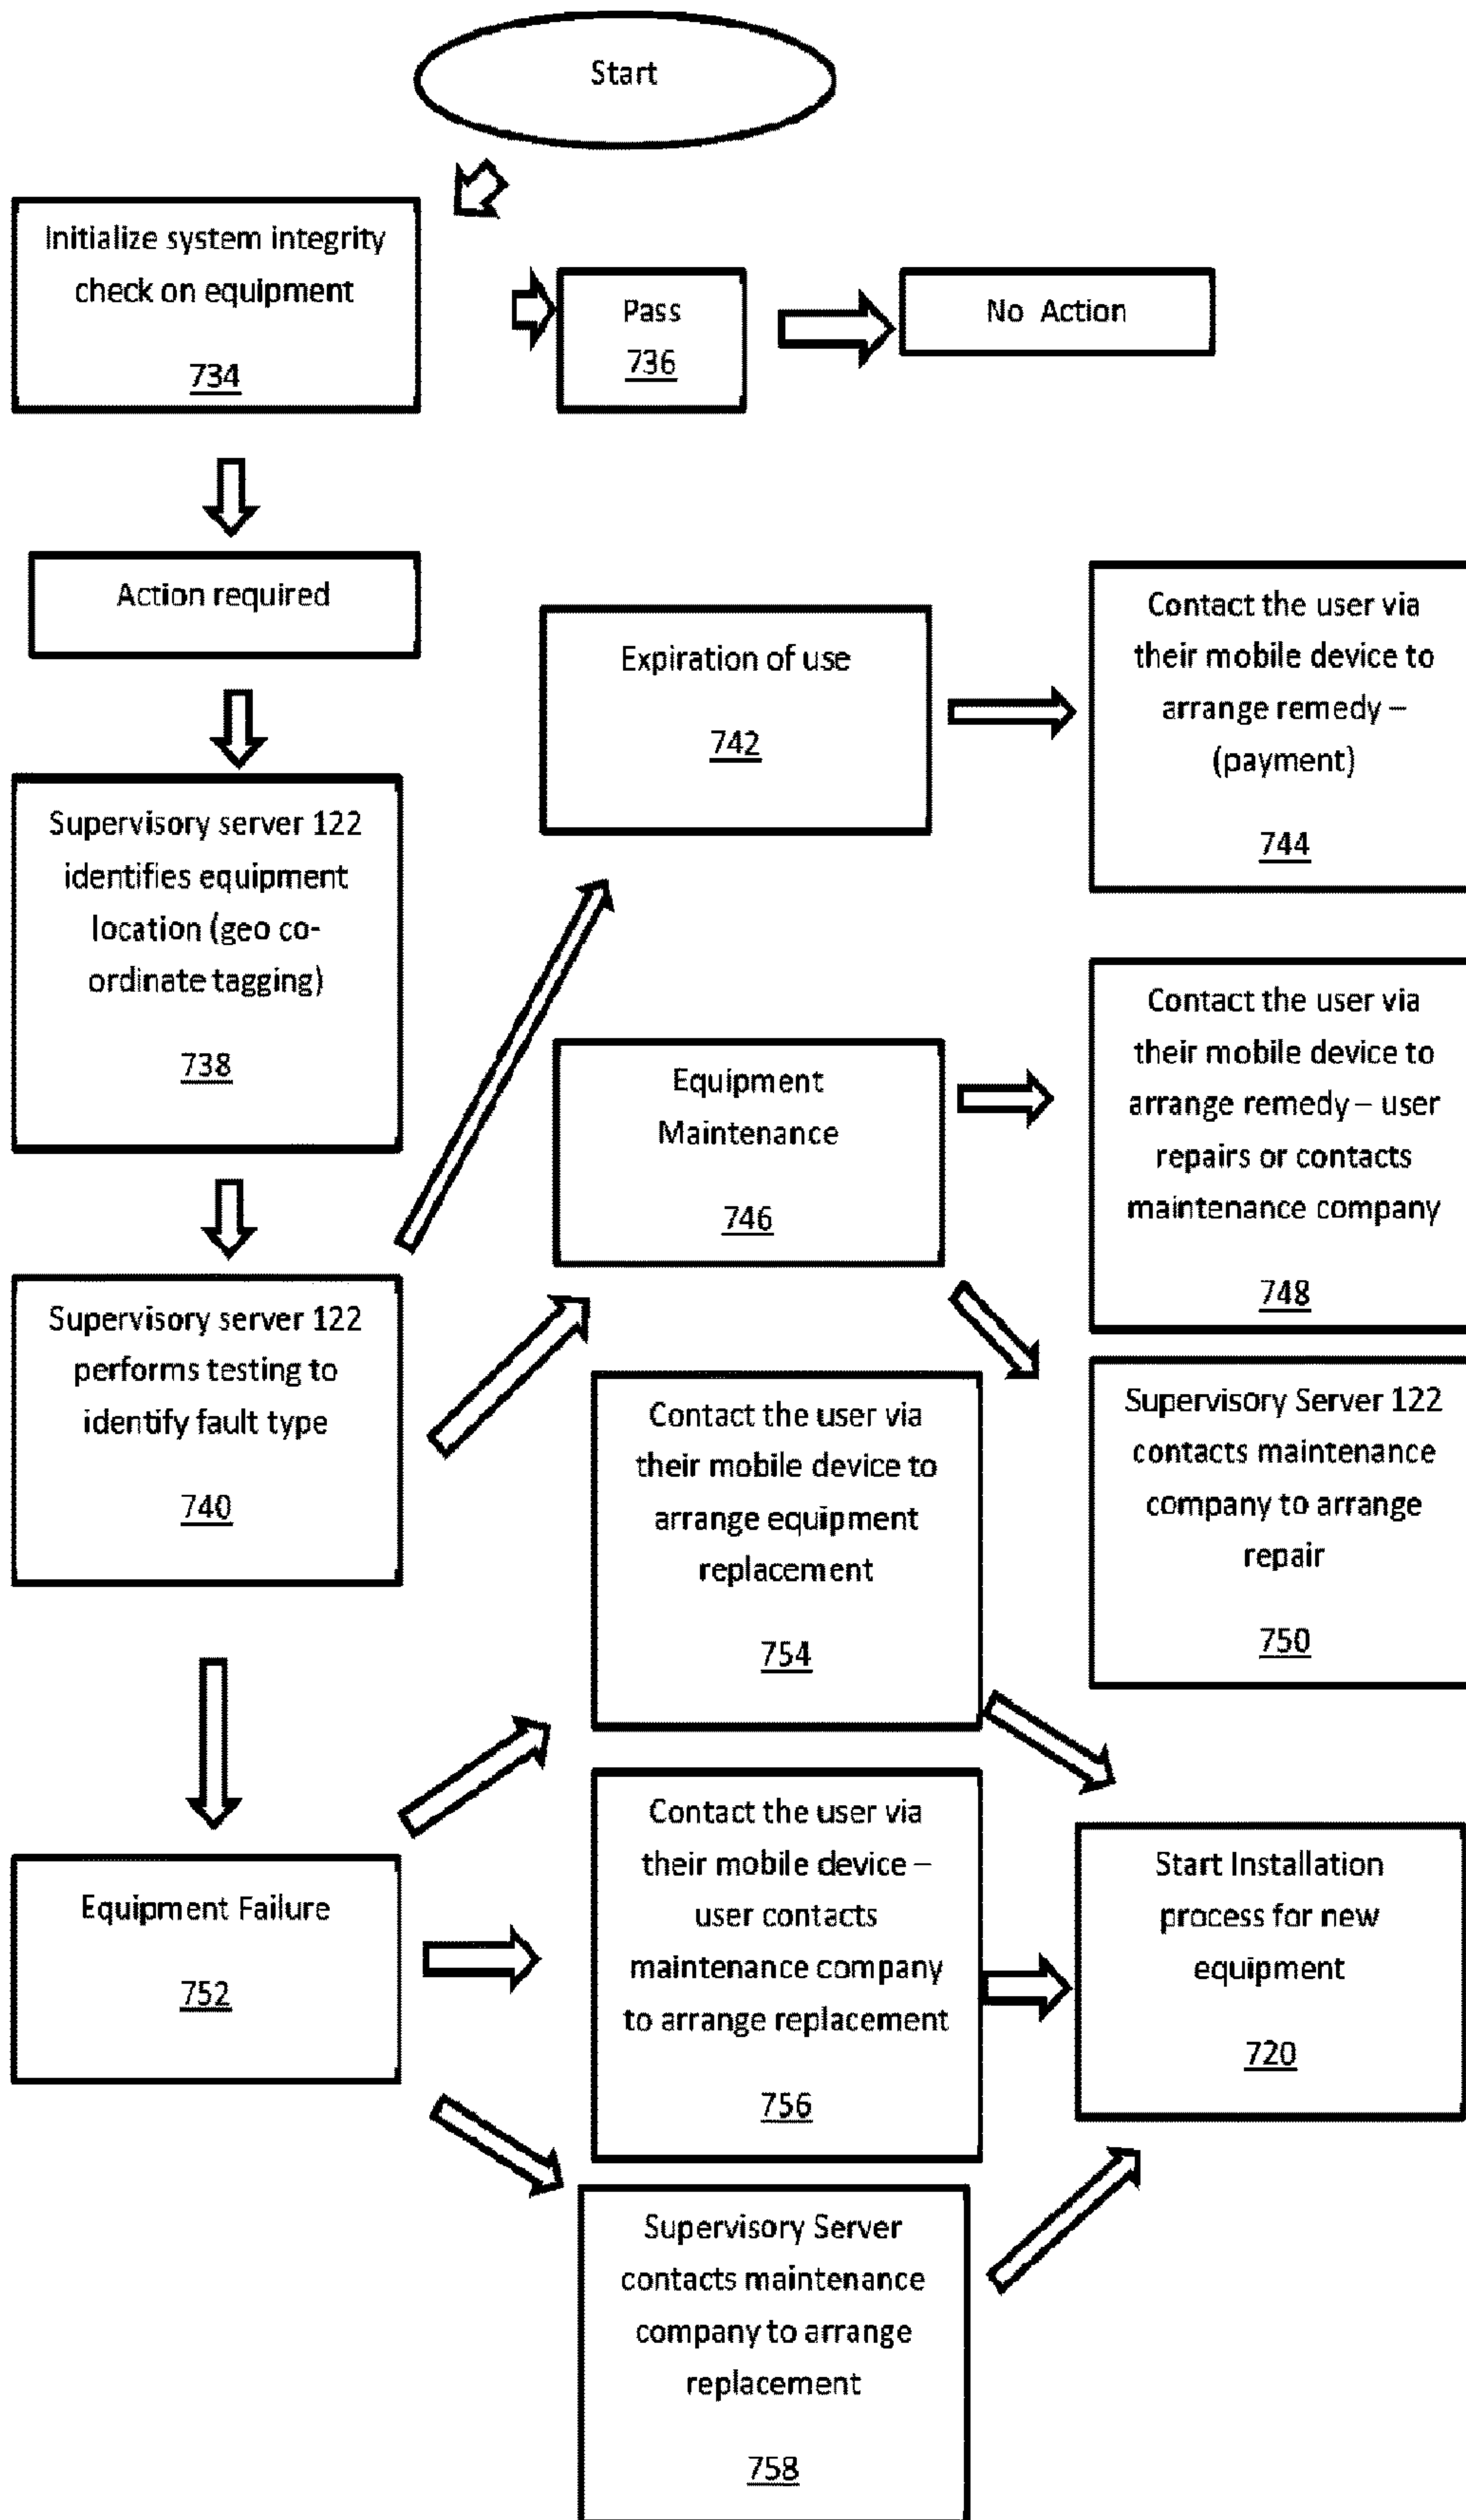 Start
Initialize system integrity
check on equipment
734
Pass
736
No Action
Action required
Supervisory server 122
identifies equipment
location (geo co-
ordinate tagging)
738
Expiration of use
742
Contact the user via
their mobile device to
arrange remedy –
(payment)
744
Equipment
Maintenance
746
Contact the user via
their mobile device to
arrange remedy – user
repairs or contacts
maintenance company
748
Supervisory server 122
performs testing to
identify fault type
740
Contact the user via
their mobile device to
arrange equipment
replacement
754
Supervisory Server 122
contacts maintenance
company to arrange
repair
750
Equipment Failure
752
Contact the user via
their mobile device –
user contacts
maintenance company
to arrange replacement
756
Start Installation
process for new
equipment
720
Supervisory Server
contacts maintenance
company to arrange
replacement
758